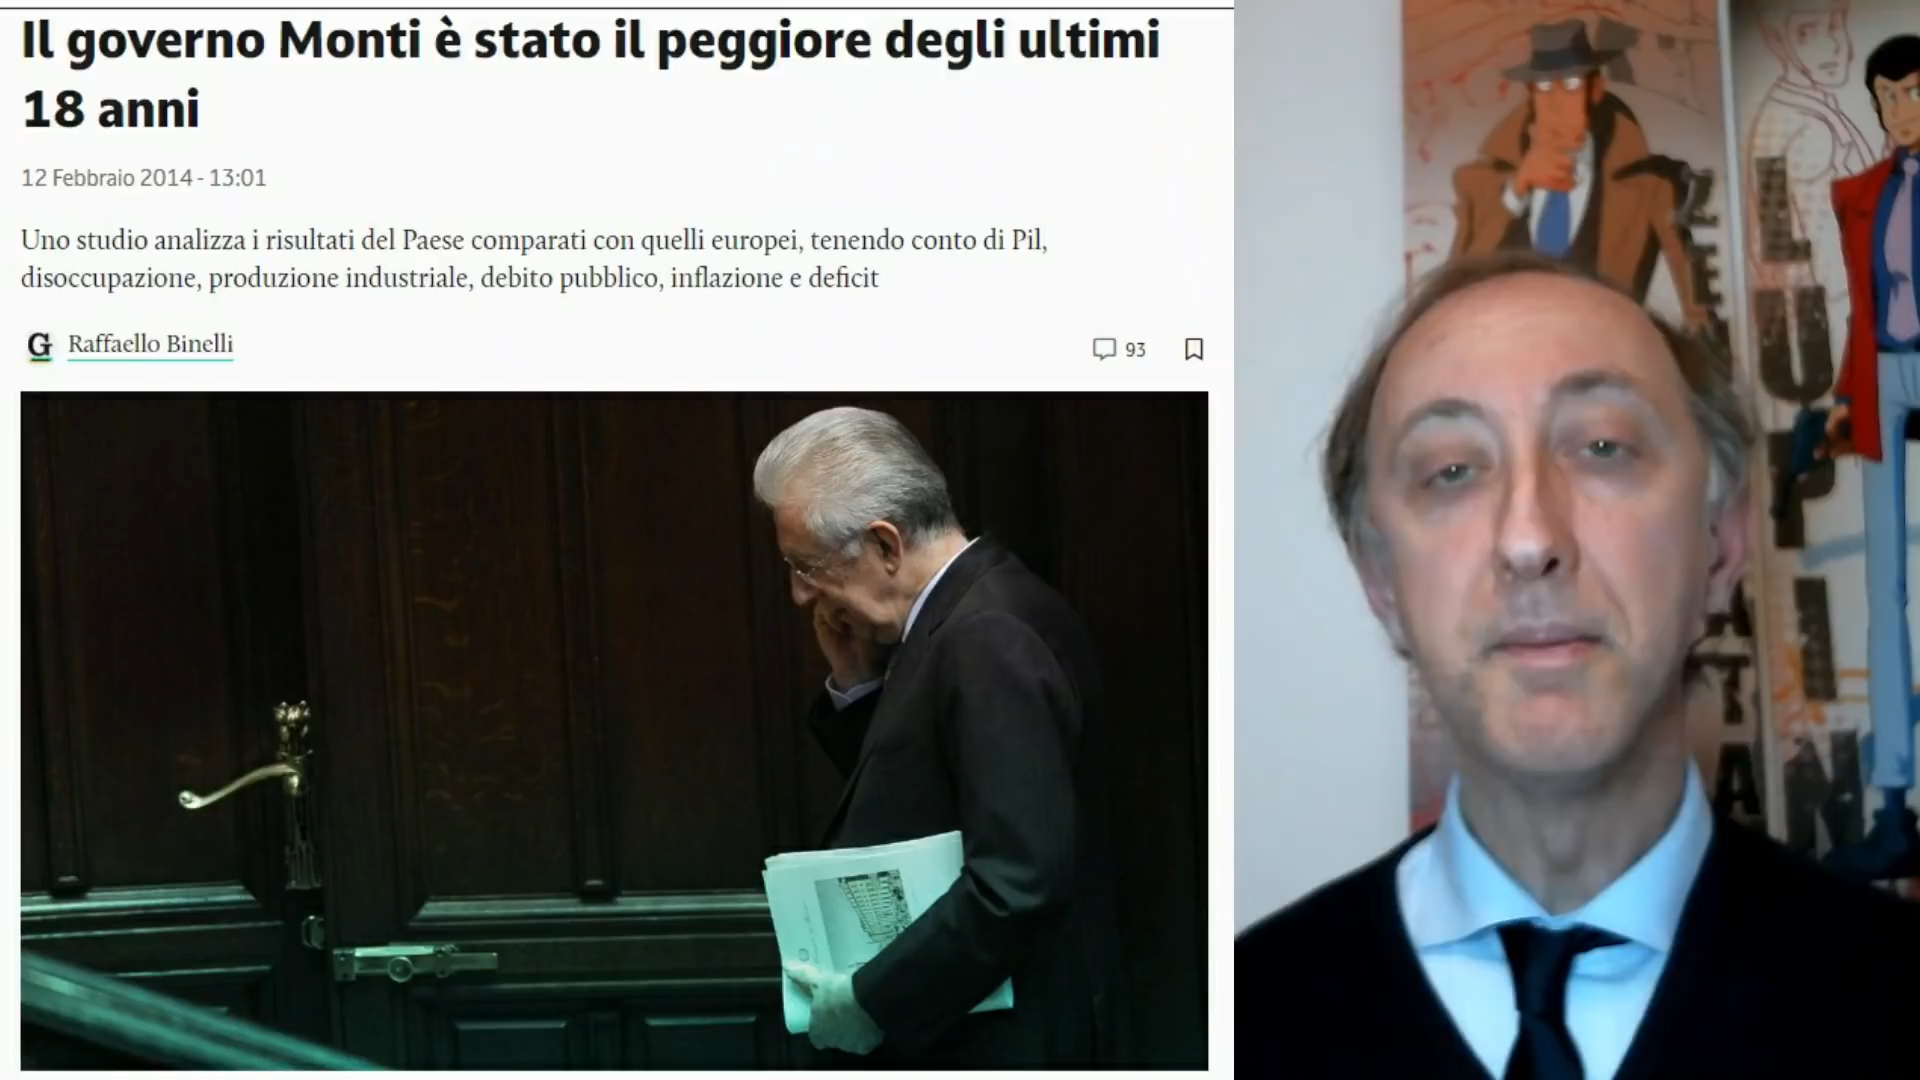 Il governo Monti è stato il peggiore degli ultimi
18 anni
12 Febbraio 2014 - 13:01
Uno studio analizza i risultati del Paese comparati con quelli europei, tenendo conto di Pil,
disoccupazione, produzione industriale, debito pubblico, inflazione e deficit
G Raffaello Binelli
93